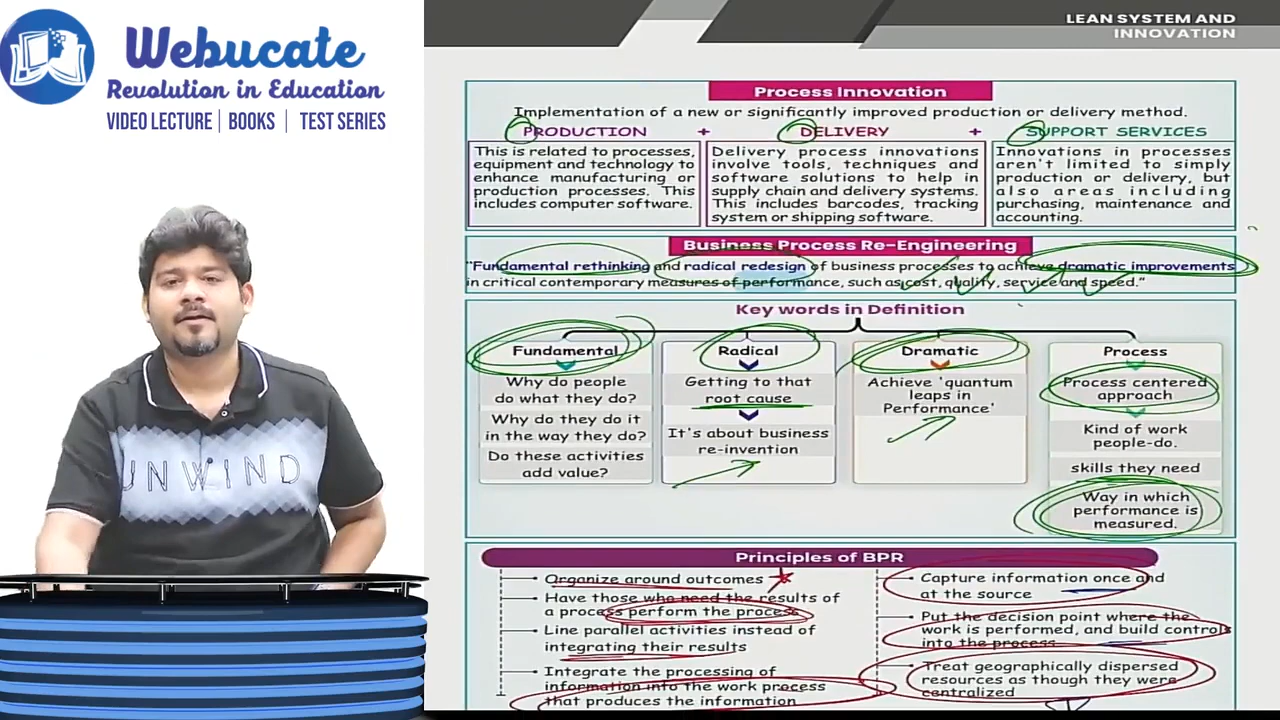 Webucate
Revolution in Education
VIDEO LECTURE | BOOKS | TEST SERIES
UNWIND
LEAN SYSTEM AND
INNOVATION
Process Innovation
Implementation of a new or significantly improved production or delivery method.
PRODUCTION + DELIVERY + SUPPORT SERVICES
This is related to processes,
equipment and technology to
enhance manufacturing or
production processes. This
includes computer software.
Delivery process innovations
involve tools, techniques and
software solutions to help in
supply chain and delivery systems.
This includes barcodes, tracking
system or shipping software.
Innovations in processes
aren't limited to simply
production or delivery, but
also areas including
purchasing, maintenance and
accounting.
Business Process Re-Engineering
"Fundamental rethinking and radical redesign of business processes to achieve dramatic improvements
in critical contemporary measures of performance, such as cost, quality, service and speed."
Key words in Definition
Fundamental
Why do people
do what they do?
Why do they do it
in the way they do?
Do these activities
add value?
Radical
Getting to that
root cause
It's about business
re-invention
Dramatic
Achieve 'quantum
leaps in
Performance'
Process
Process centered
approach
Kind of work
people-do.
skills they need
Way in which
performance is
measured.
Principles of BPR
Organize around outcomes
Have those who need the results of
a process perform the process
Line parallel activities instead of
integrating their results
Integrate the processing of
information into the work process
that produces the information
Capture information once and
at the source
Put the decision point where the
work is performed, and build controls
into the process
Treat geographically dispersed
resources as though they were
centralized